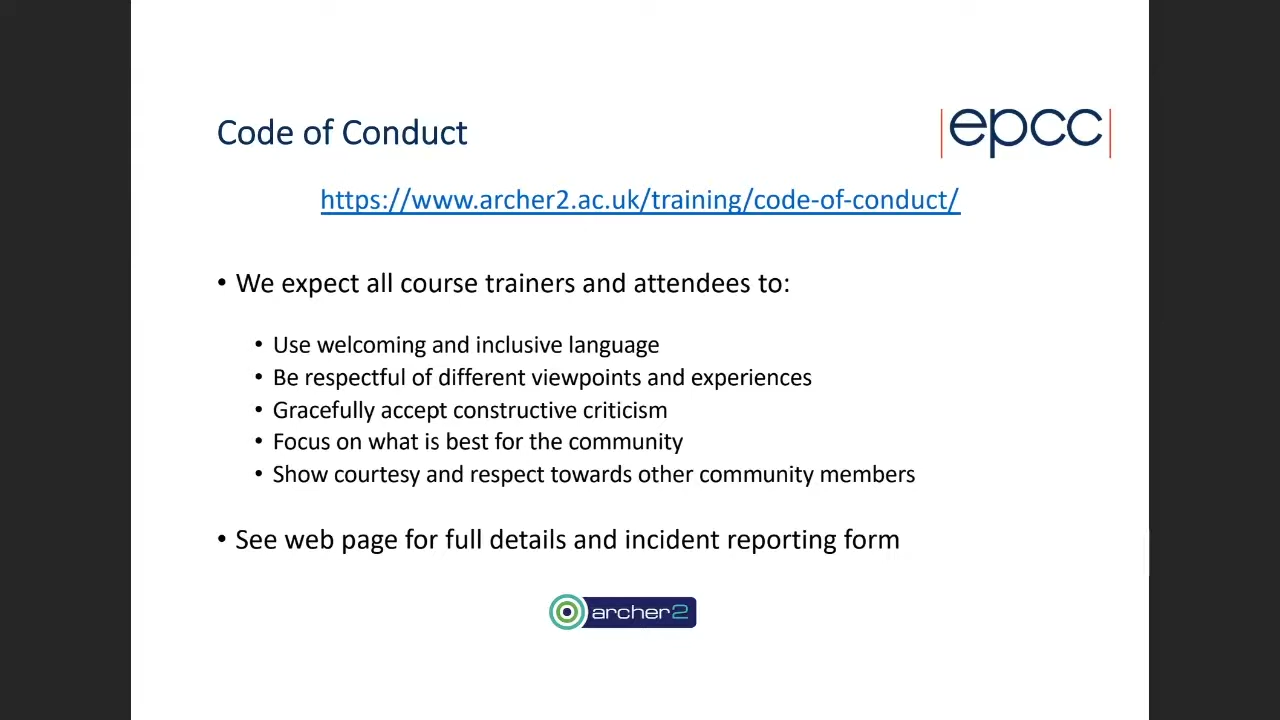 Code of Conduct
|epcc|
https://www.archer2.ac.uk/training/code-of-conduct/
• We expect all course trainers and attendees to:
• Use welcoming and inclusive language
• Be respectful of different viewpoints and experiences
• Gracefully accept constructive criticism
• Focus on what is best for the community
• Show courtesy and respect towards other community members
• See web page for full details and incident reporting form
archer2